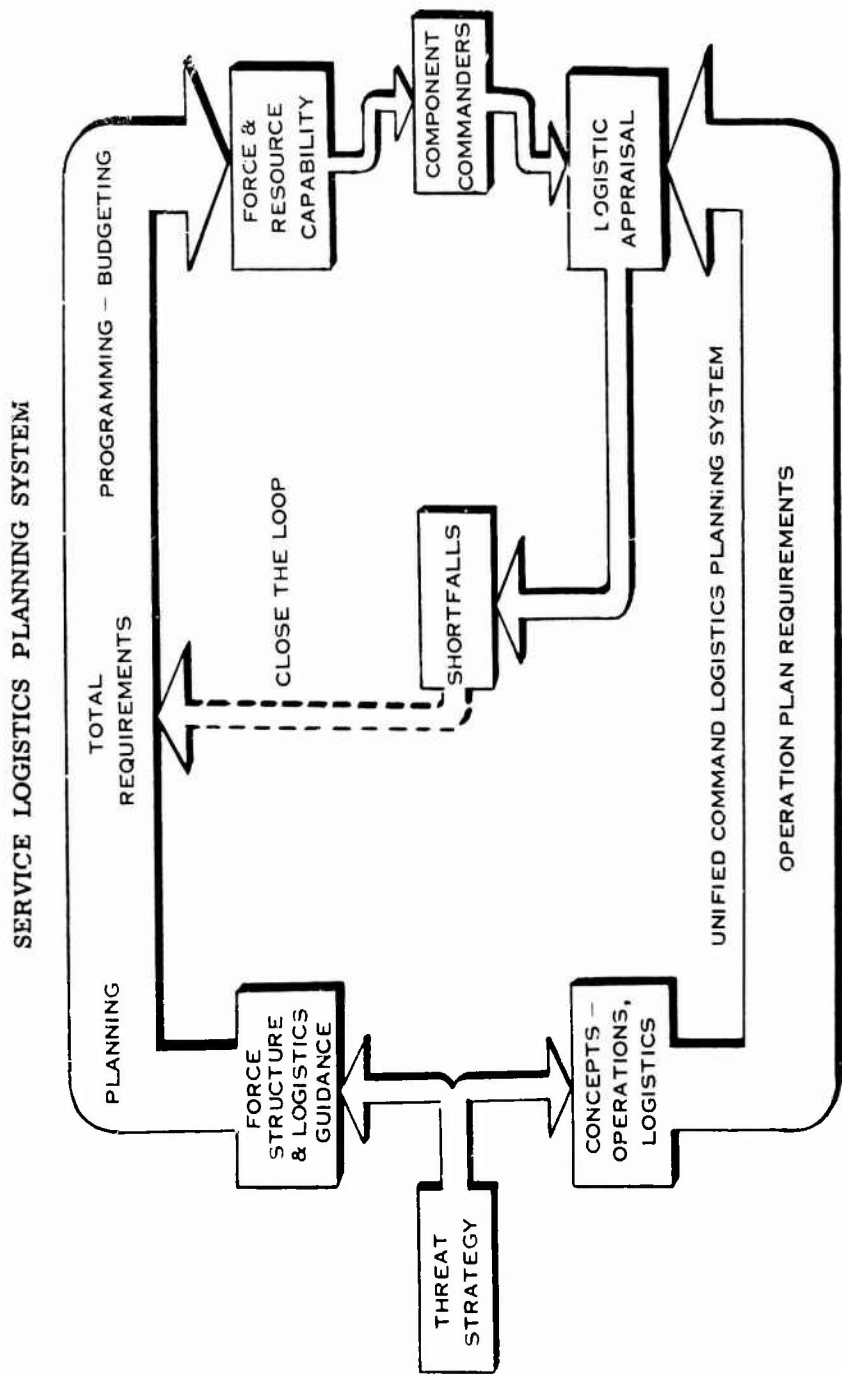 SERVICE LOGISTICS PLANNING SYSTEM
PLANNING
TOTAL
REQUIREMENTS
PROGRAMMING – BUDGETING
FORCE
STRUCTURE
& LOGISTICS
GUIDANCE
CLOSE THE LOOP
FORCE &
RESOURCE
CAPABILITY
THREAT
STRATEGY
SHORTFALLS
COMPONENT
COMMANDERS
CONCEPTS –
OPERATIONS,
LOGISTICS
LOGISTIC
APPRAISAL
UNIFIED COMMAND LOGISTICS PLANNING SYSTEM
OPERATION PLAN REQUIREMENTS